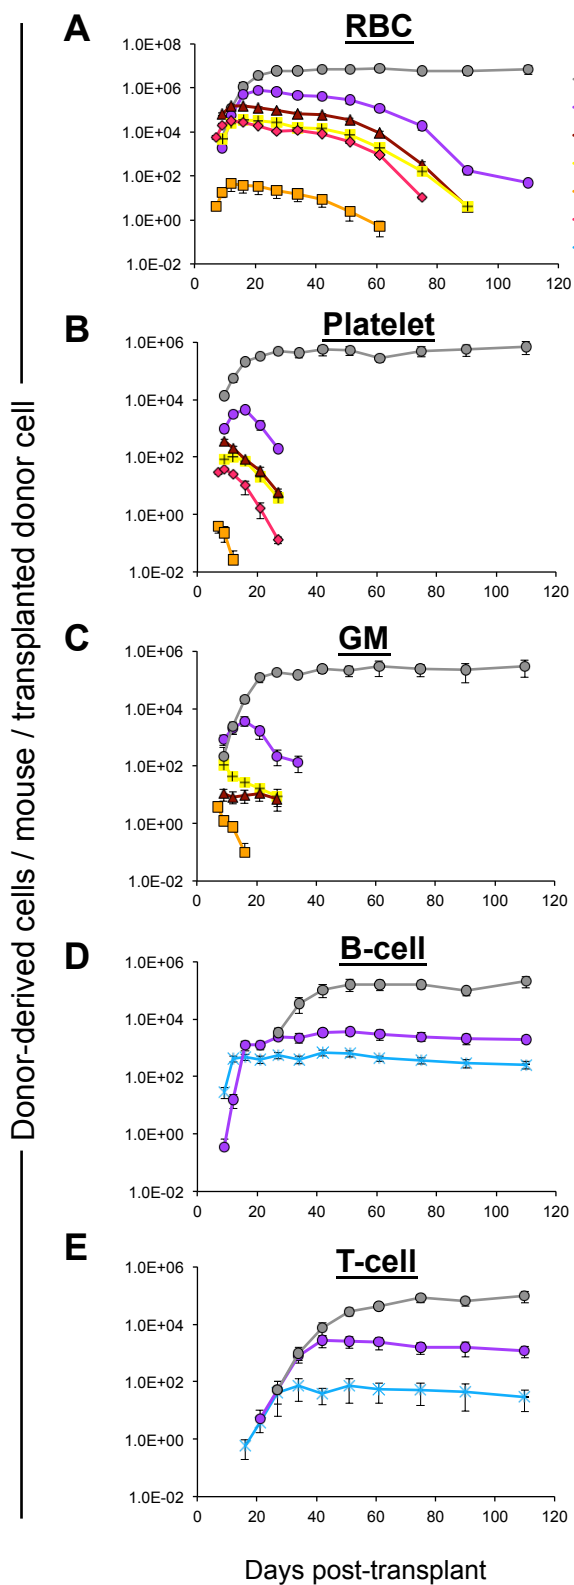 A
RBC
1.0E+08
1.0E+06
1.0E+04
1.0E+02
1.0E+00
1.0E-02
0 20 40 60 80 100 120
B
Platelet
1.0E+06
1.0E+04
1.0E+02
1.0E+00
1.0E-02
0 20 40 60 80 100 120
C
GM
1.0E+06
1.0E+04
1.0E+02
1.0E+00
1.0E-02
0 20 40 60 80 100 120
D
B-cell
1.0E+06
1.0E+04
1.0E+02
1.0E+00
1.0E-02
0 20 40 60 80 100 120
E
T-cell
1.0E+06
1.0E+04
1.0E+02
1.0E+00
1.0E-02
0 20 40 60 80 100 120
Donor-derived cells / mouse / transplanted donor cell
Days post-transplant